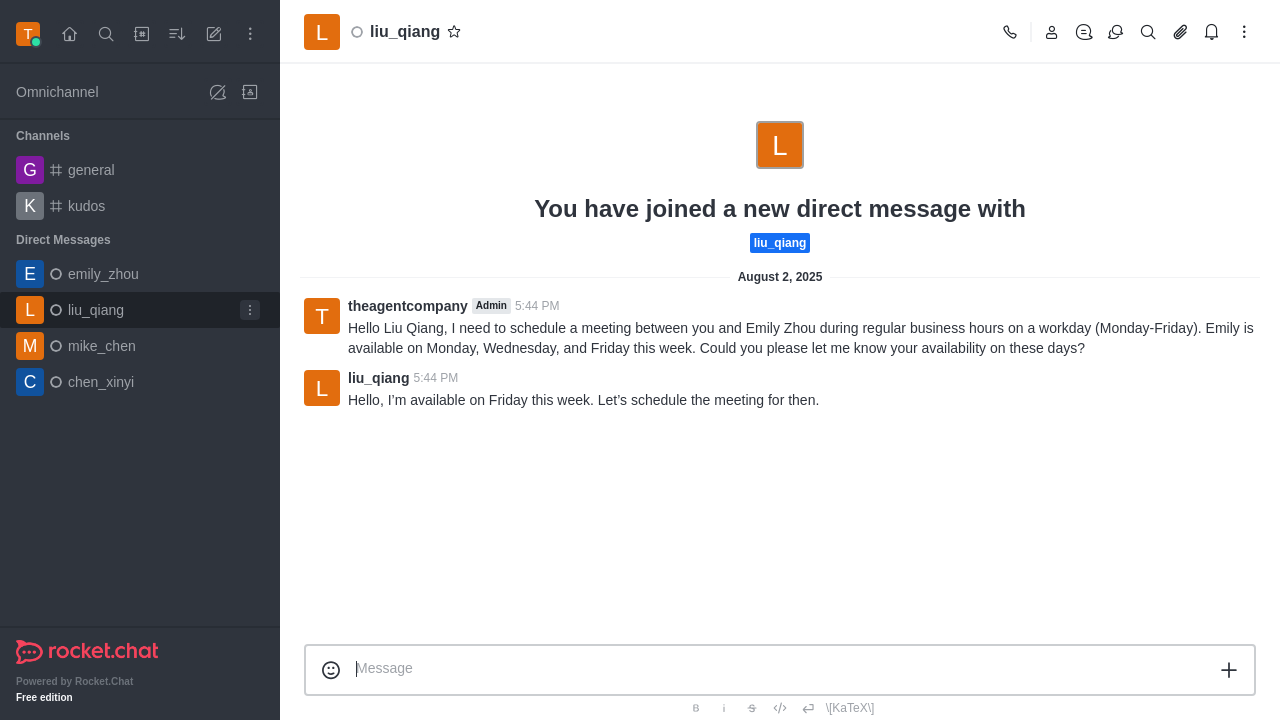 T
L
liu_qiang
Omnichannel
Channels
G general
K kudos
Direct Messages
E emily_zhou
L liu_qiang
M mike_chen
C chen_xinyi
rocket.chat
Powered by Rocket.Chat
Free edition
L
You have joined a new direct message with
liu_qiang
August 2, 2025
T
theagentcompany Admin 5:44 PM
Hello Liu Qiang, I need to schedule a meeting between you and Emily Zhou during regular business hours on a workday (Monday-Friday). Emily is
available on Monday, Wednesday, and Friday this week. Could you please let me know your availability on these days?
L
liu_qiang 5:44 PM
Hello, I’m available on Friday this week. Let’s schedule the meeting for then.
Message
B i S </> \[KaTeX\]